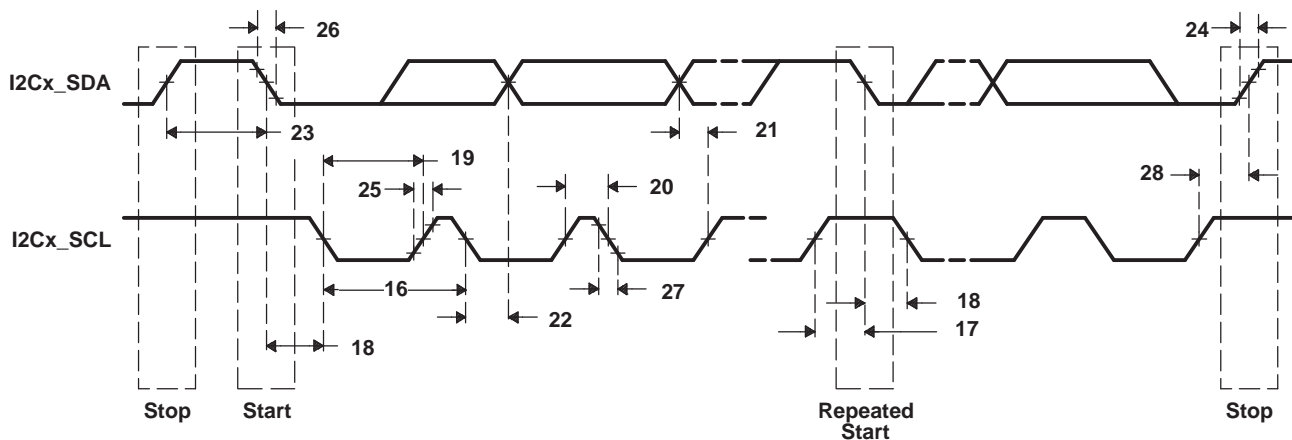 26
24
I2Cx_SDA
23
21
19
25
20
28
I2Cx_SCL
16
27
18
22
17
18
Stop
Start
Repeated
Start
Stop